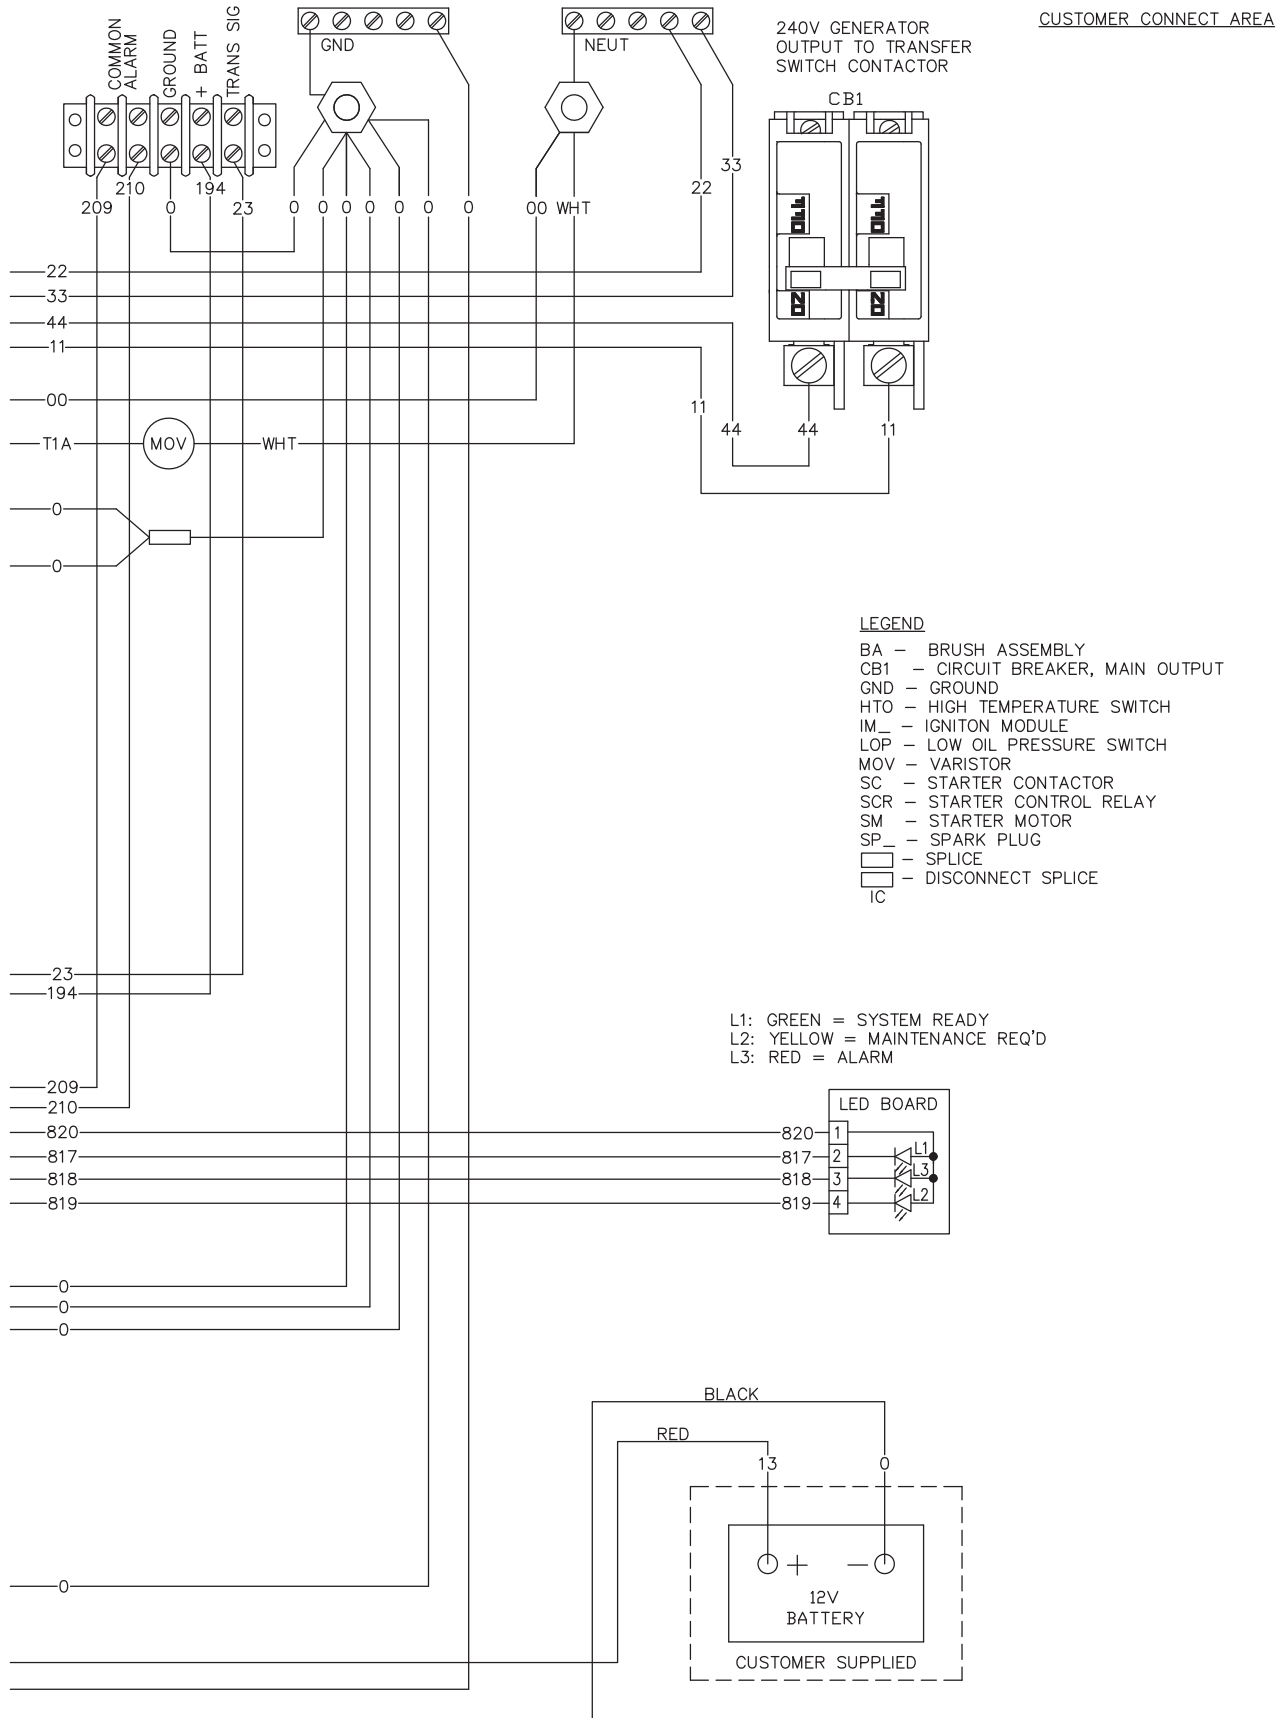 CUSTOMER CONNECT AREA
COMMON
ALARM
GROUND
+ BATT
TRANS SIG
GND
NEUT
240V GENERATOR
OUTPUT TO TRANSFER
SWITCH CONTACTOR
CB1
OFF
OFF
ON
ON
33
22
210
194
209
0
23
0
0
0
0
0
0
0
00
WHT
22
33
44
11
00
11
44
44
11
T1A
MOV
WHT
0
0
LEGEND
BA – BRUSH ASSEMBLY
CB1 – CIRCUIT BREAKER, MAIN OUTPUT
GND – GROUND
HTO – HIGH TEMPERATURE SWITCH
IM_ – IGNITON MODULE
LOP – LOW OIL PRESSURE SWITCH
MOV – VARISTOR
SC – STARTER CONTACTOR
SCR – STARTER CONTROL RELAY
SM – STARTER MOTOR
SP_ – SPARK PLUG
– SPLICE
– DISCONNECT SPLICE
IC
23
194
L1: GREEN = SYSTEM READY
L2: YELLOW = MAINTENANCE REQ'D
L3: RED = ALARM
209
210
820
817
818
819
LED BOARD
820 1
817 2 L1
818 3 L3
819 4 L2
0
0
0
BLACK
RED
13
0
+ –
12V
BATTERY
CUSTOMER SUPPLIED
0